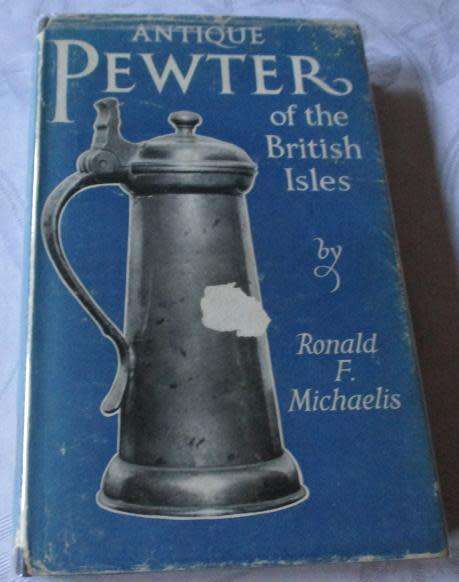 ANTIQUE
PEWTER
of the
British
Isles
by
Ronald
F.
Michaelis